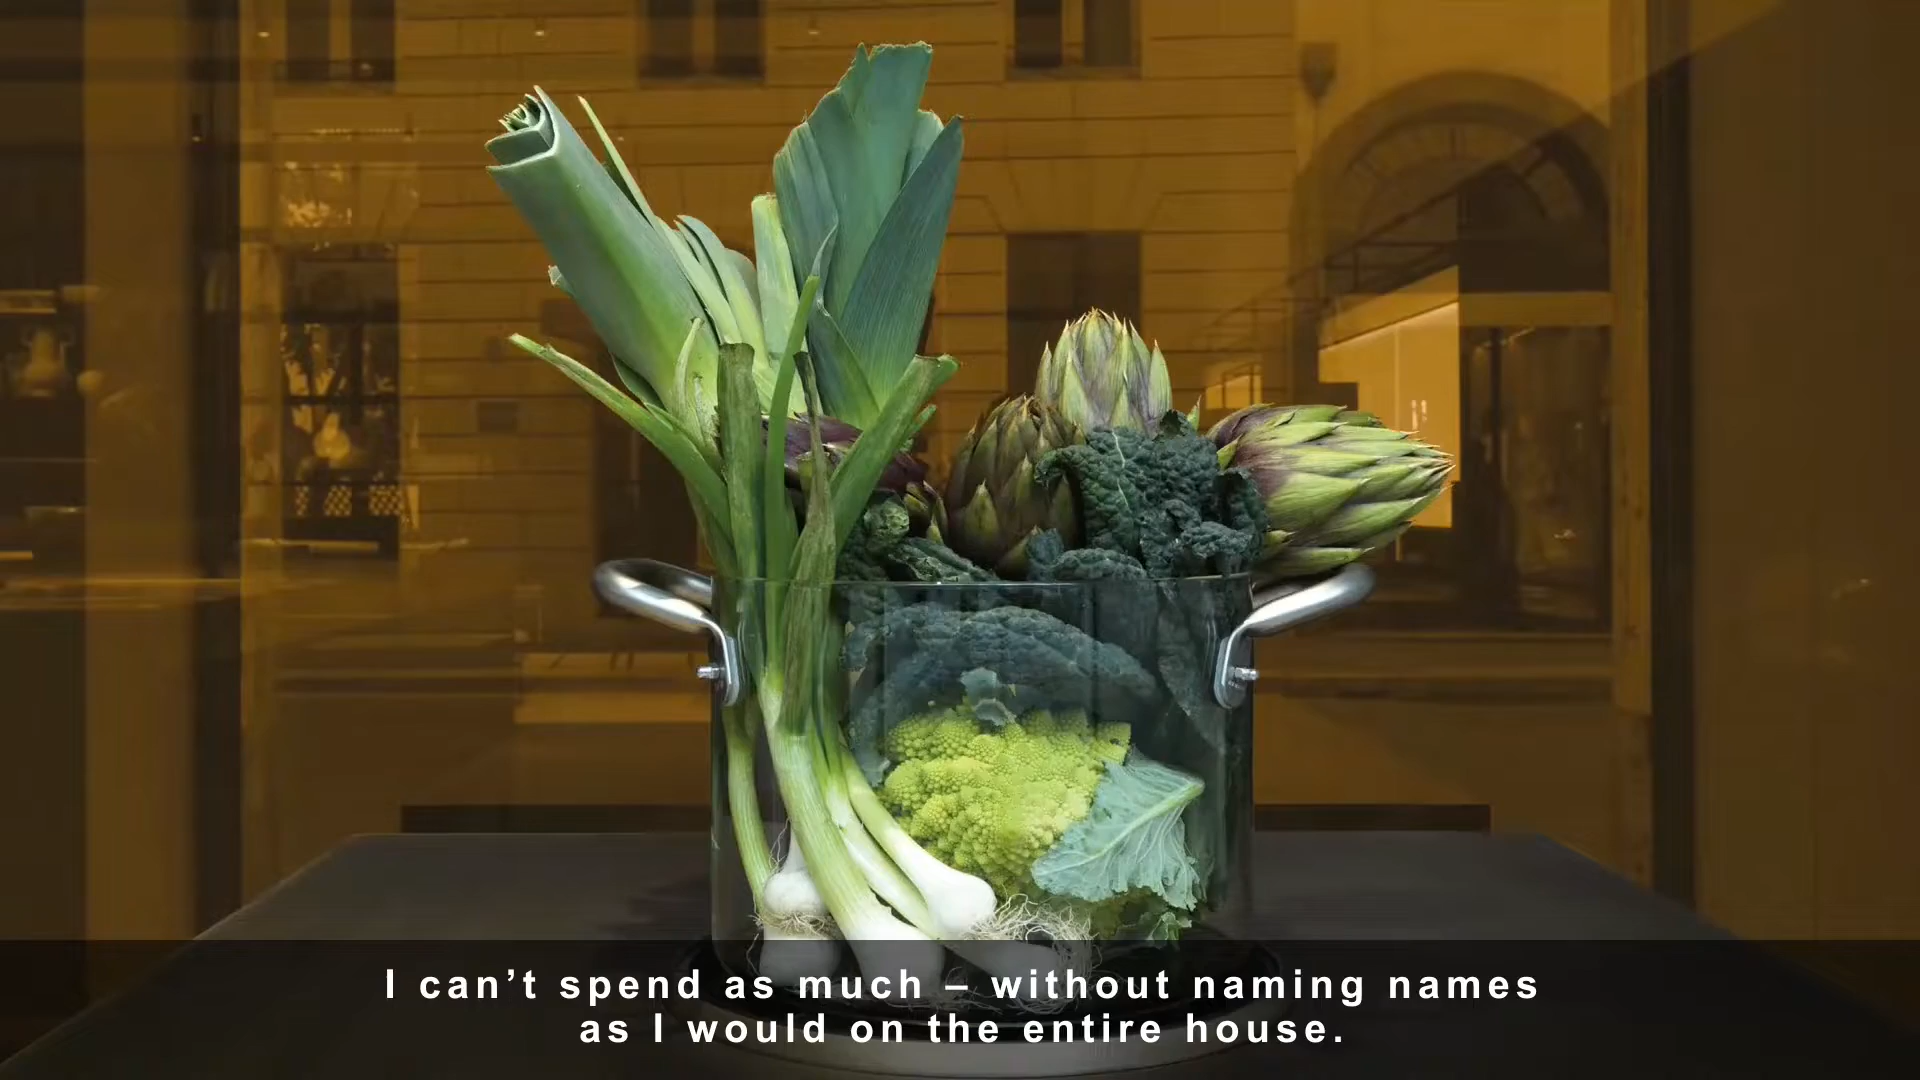 I can’t spend as much – without naming names
as I would on the entire house.